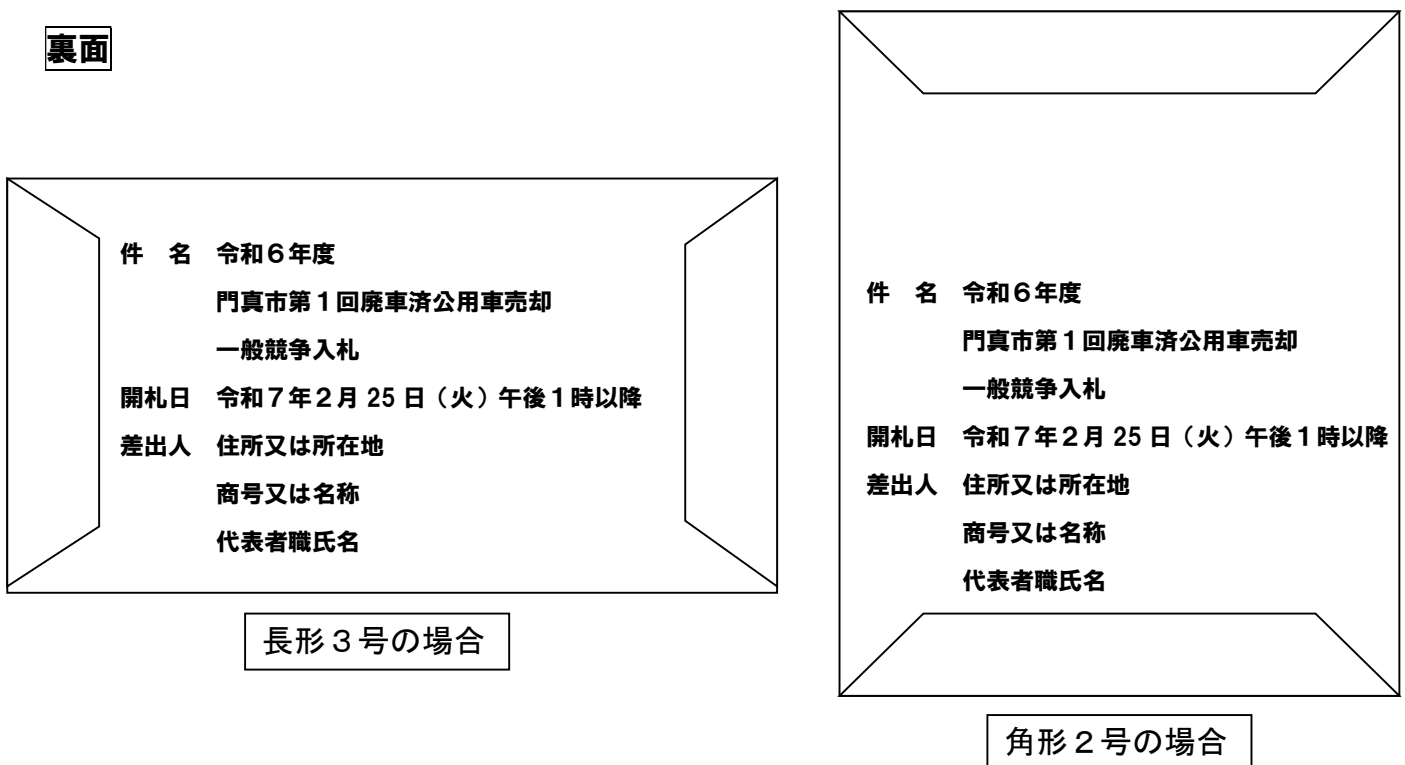 裏面
件　名　令和６年度
門真市第１回廃車済公用車売却
一般競争入札
開札日　令和７年２月 25 日（火）午後１時以降
差出人　住所又は所在地
商号又は名称
代表者職氏名
長形３号の場合
件　名　令和６年度
門真市第１回廃車済公用車売却
一般競争入札
開札日　令和７年２月 25 日（火）午後１時以降
差出人　住所又は所在地
商号又は名称
代表者職氏名
角形２号の場合